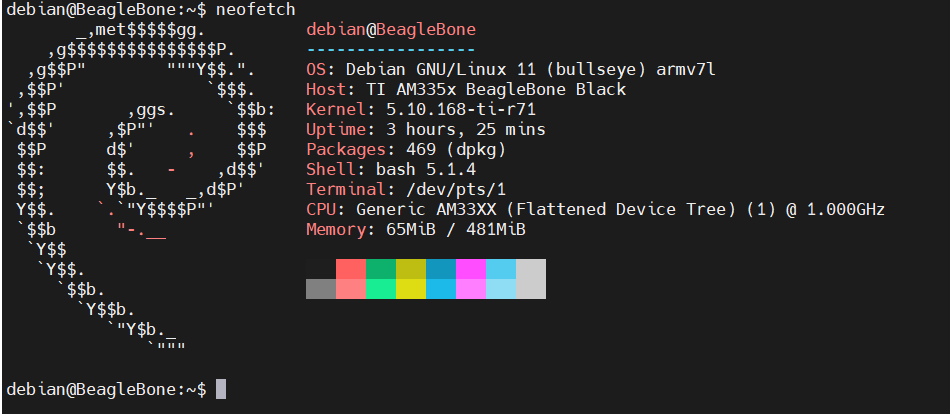 debian@BeagleBone:~$ neofetch
       _,met$$$$$gg.          debian@BeagleBone
    ,g$$$$$$$$$$$$$$$P.       -----------------
  ,g$$P"        """Y$$.".     OS: Debian GNU/Linux 11 (bullseye) armv7l
 ,$$P'              `$$$.     Host: TI AM335x BeagleBone Black
',$$P       ,ggs.     `$$b:   Kernel: 5.10.168-ti-r71
`d$$'     ,$P"'   .    $$$    Uptime: 3 hours, 25 mins
 $$P      d$'     ,    $$P    Packages: 469 (dpkg)
 $$:      $$.   -    ,d$$'    Shell: bash 5.1.4
 $$;      Y$b._   _,d$P'      Terminal: /dev/pts/1
 Y$$.    `.`"Y$$$$P"'         CPU: Generic AM33XX (Flattened Device Tree) (1) @ 1.000GHz
 `$$b      "-.__              Memory: 65MiB / 481MiB
  `Y$$
   `Y$$.
     `$$b.
       `Y$$b.
          `"Y$b._
              `"""
debian@BeagleBone:~$